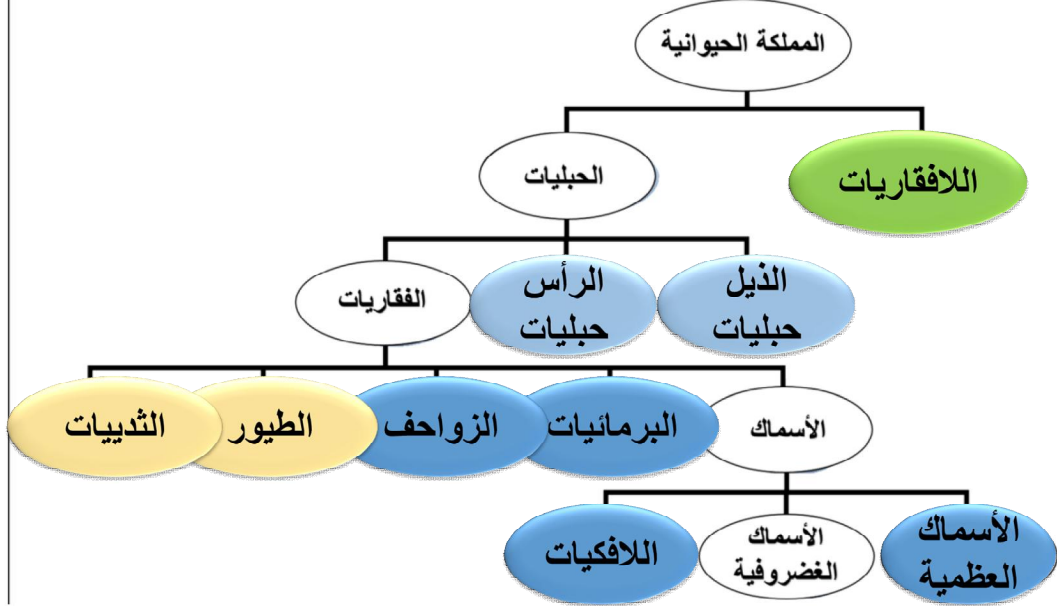 المملكة الحيوانية
اللافقاريات
الحبليات
الذيل
حبليات
الرأس
حبليات
الفقاريات
الأسماك
البرمائيات
الزواحف
الطيور
الثدييات
الأسماك
العظمية
الأسماك
الغضروفية
اللافكيات